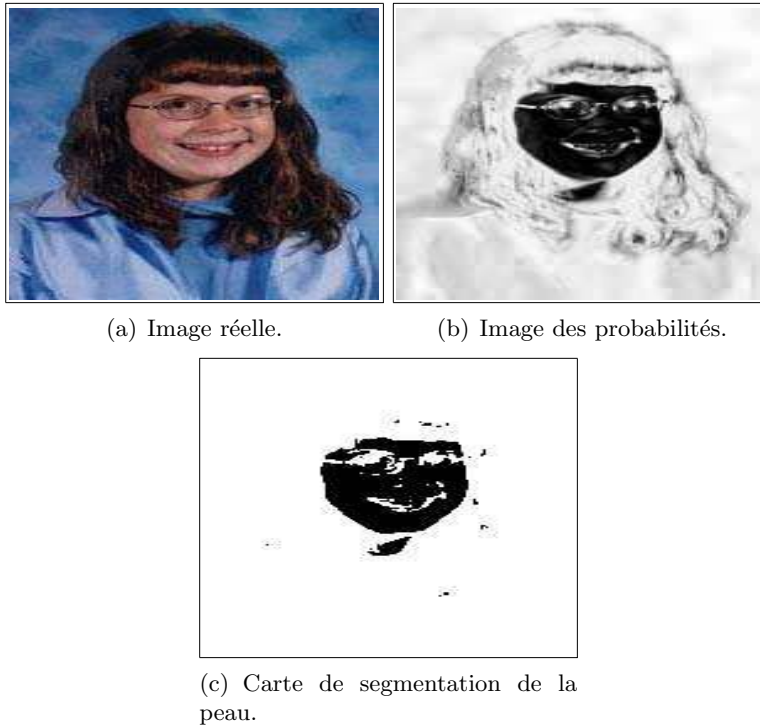 (a) Image réelle.
(b) Image des probabilités.
(c) Carte de segmentation de la
peau.